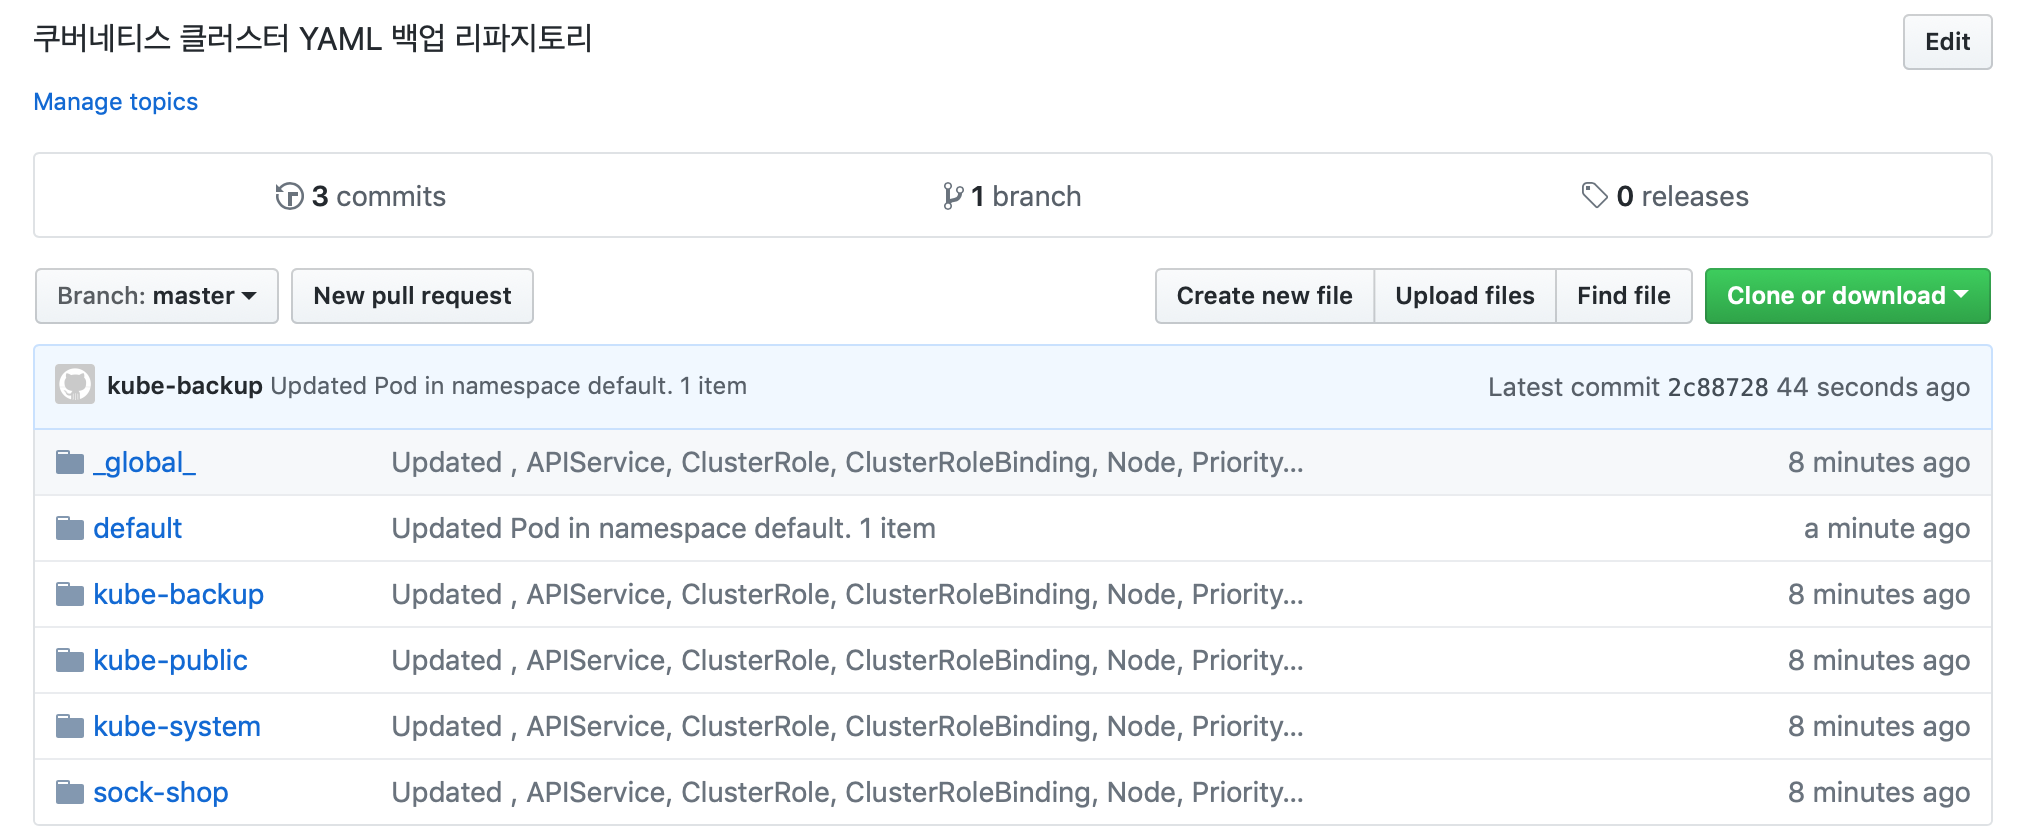 쿠버네티스 클러스터 YAML 백업 리파지토리
Edit
Manage topics
3 commits
1 branch
0 releases
Branch: master
New pull request
Create new file
Upload files
Find file
Clone or download
kube-backup Updated Pod in namespace default. 1 item
Latest commit 2c88728 44 seconds ago
_global_ Updated , APIService, ClusterRole, ClusterRoleBinding, Node, Priority... 8 minutes ago
default Updated Pod in namespace default. 1 item a minute ago
kube-backup Updated , APIService, ClusterRole, ClusterRoleBinding, Node, Priority... 8 minutes ago
kube-public Updated , APIService, ClusterRole, ClusterRoleBinding, Node, Priority... 8 minutes ago
kube-system Updated , APIService, ClusterRole, ClusterRoleBinding, Node, Priority... 8 minutes ago
sock-shop Updated , APIService, ClusterRole, ClusterRoleBinding, Node, Priority... 8 minutes ago